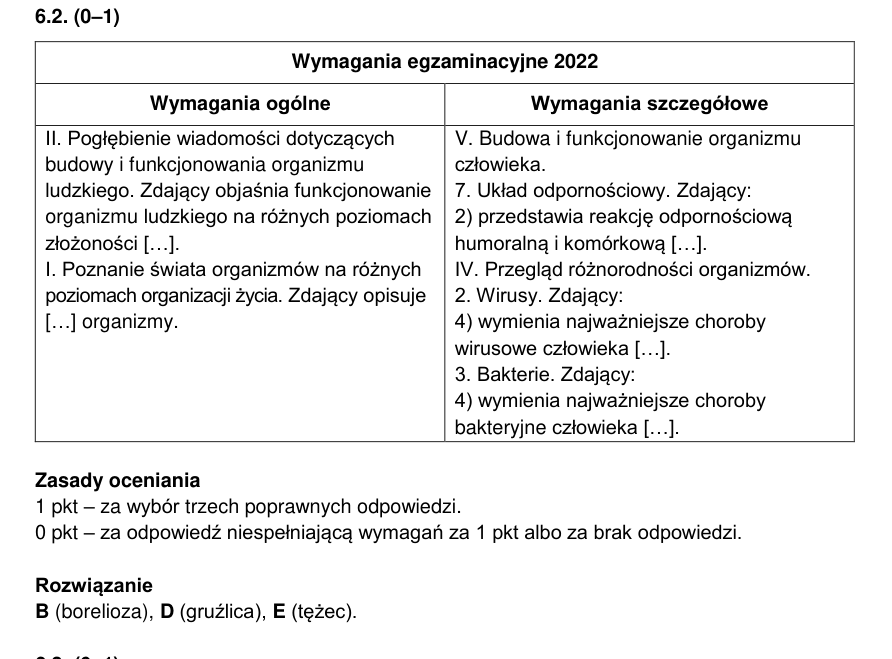 6.2. (0–1)
Wymagania egzaminacyjne 2022
Wymagania ogólne
Wymagania szczegółowe
II. Pogłębienie wiadomości dotyczących
budowy i funkcjonowania organizmu
ludzkiego. Zdający objaśnia funkcjonowanie
organizmu ludzkiego na różnych poziomach
złożoności […].
I. Poznanie świata organizmów na różnych
poziomach organizacji życia. Zdający opisuje
[…] organizmy.
V. Budowa i funkcjonowanie organizmu
człowieka.
7. Układ odpornościowy. Zdający:
2) przedstawia reakcję odpornościową
humoralną i komórkową […].
IV. Przegląd różnorodności organizmów.
2. Wirusy. Zdający:
4) wymienia najważniejsze choroby
wirusowe człowieka […].
3. Bakterie. Zdający:
4) wymienia najważniejsze choroby
bakteryjne człowieka […].
Zasady oceniania
1 pkt – za wybór trzech poprawnych odpowiedzi.
0 pkt – za odpowiedź niespełniającą wymagań za 1 pkt albo za brak odpowiedzi.
Rozwiązanie
B (borelioza), D (gruźlica), E (tężec).